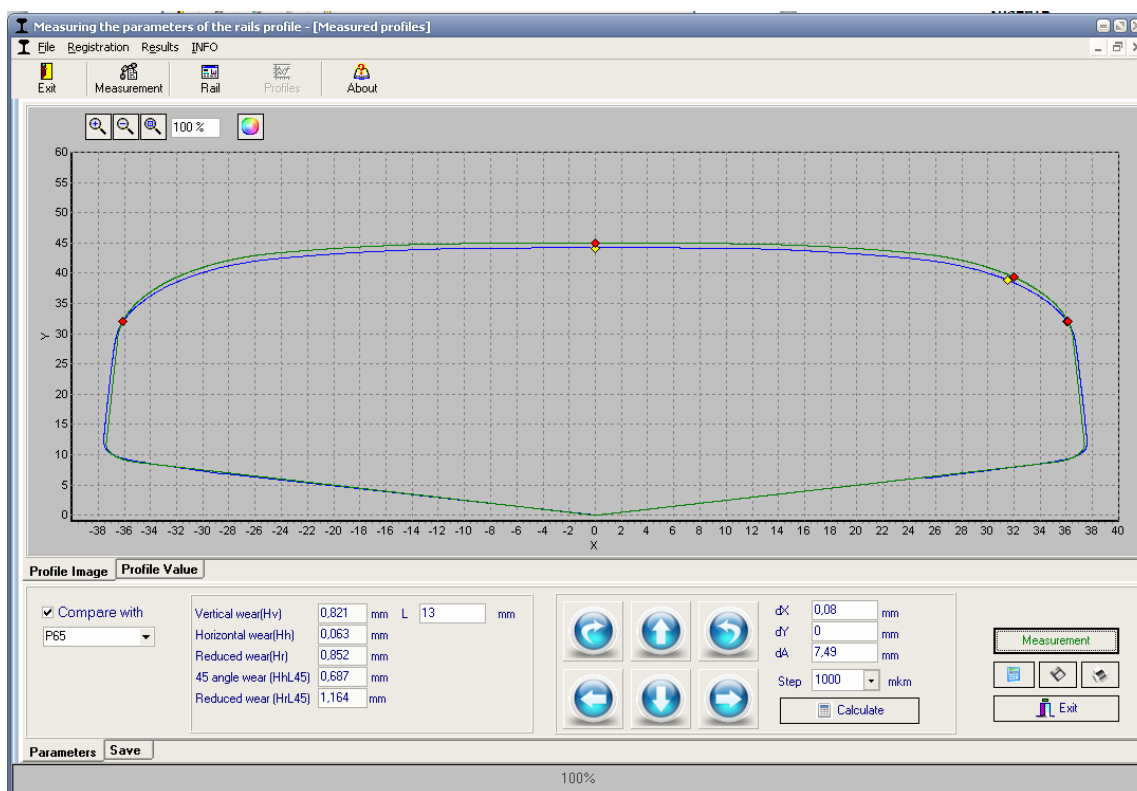 Measuring the parameters of the rails profile - [Measured profiles]
File Registration Results INFO
Exit Measurement Rail Profiles About
100 %
60
55
50
45
40
35
30
25
20
15
10
5
0
Y
-38 -36 -34 -32 -30 -28 -26 -24 -22 -20 -18 -16 -14 -12 -10 -8 -6 -4 -2 0 2 4 6 8 10 12 14 16 18 20 22 24 26 28 30 32 34 36 38 40
X
Profile Image Profile Value
Compare with
P65
Vertical wear(Hv) 0,821 mm L 13 mm
Horizontal wear(Hh) 0,063 mm
Reduced wear(Hr) 0,852 mm
45 angle wear (HhL45) 0,687 mm
Reduced wear (HrL45) 1,164 mm
dX 0,08 mm
dY 0 mm
dA 7,49 mm
Step 1000 mkm
Calculate
Measurement
Exit
Parameters Save
100%